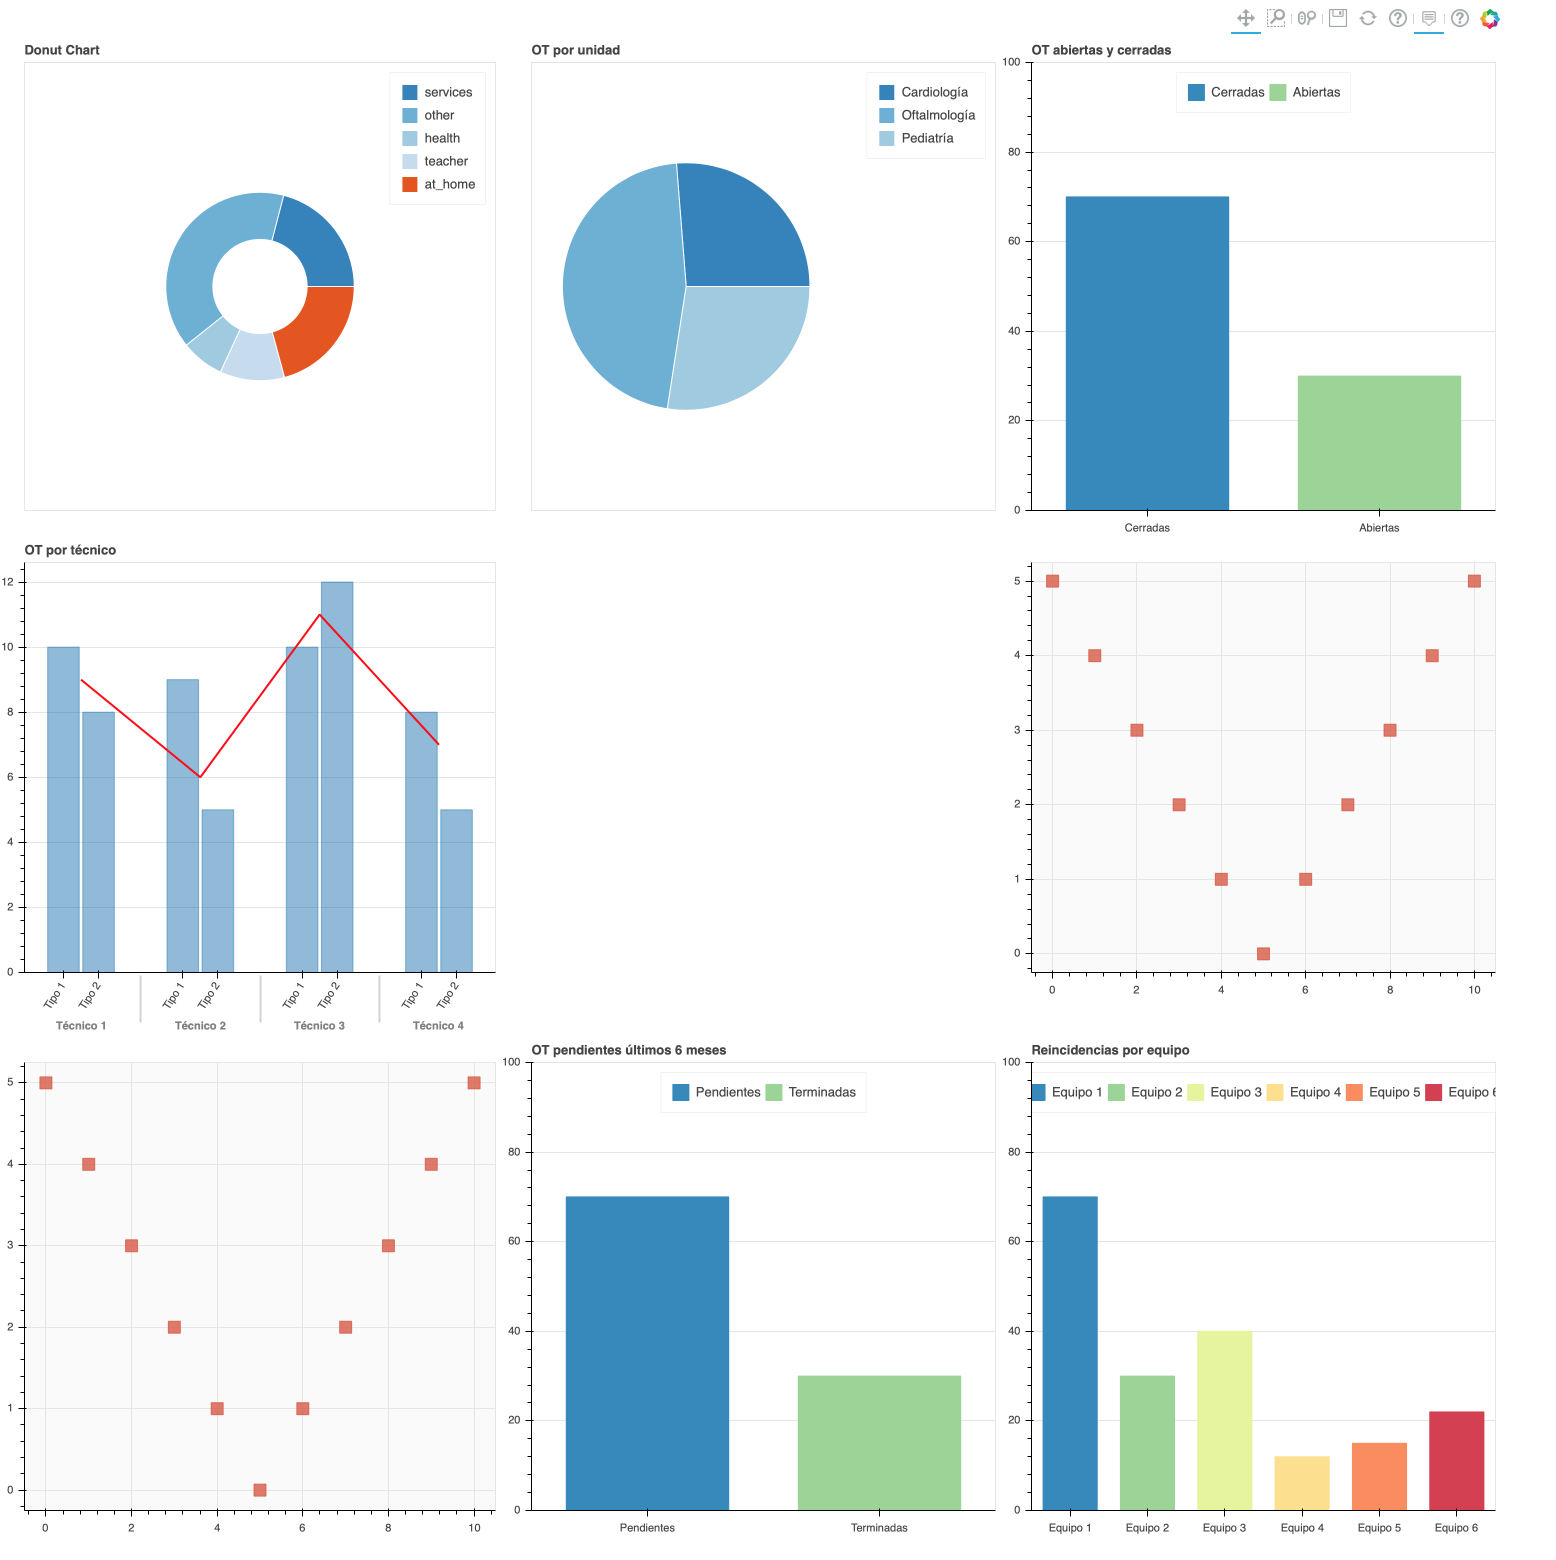 Donut Chart
services
other
health
teacher
at_home
OT por unidad
Cardiología
Oftalmología
Pediatría
OT abiertas y cerradas
Cerradas Abiertas
100
80
60
40
20
0
Cerradas Abiertas
OT por técnico
12
10
8
6
4
2
0
Tipo 1 Tipo 2 Tipo 1 Tipo 2 Tipo 1 Tipo 2 Tipo 1 Tipo 2
Técnico 1 Técnico 2 Técnico 3 Técnico 4
5
4
3
2
1
0
0 2 4 6 8 10
5
4
3
2
1
0
0 2 4 6 8 10
OT pendientes últimos 6 meses
Pendientes Terminadas
100
80
60
40
20
0
Pendientes Terminadas
Reincidencias por equipo
Equipo 1 Equipo 2 Equipo 3 Equipo 4 Equipo 5 Equipo 6
100
80
60
40
20
0
Equipo 1 Equipo 2 Equipo 3 Equipo 4 Equipo 5 Equipo 6